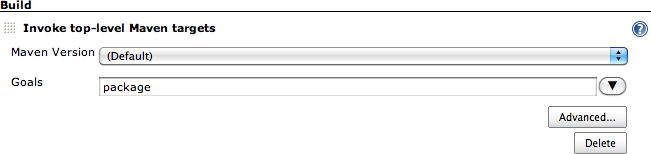 Build
Invoke top-level Maven targets
Maven Version (Default)
Goals package
Advanced...
Delete